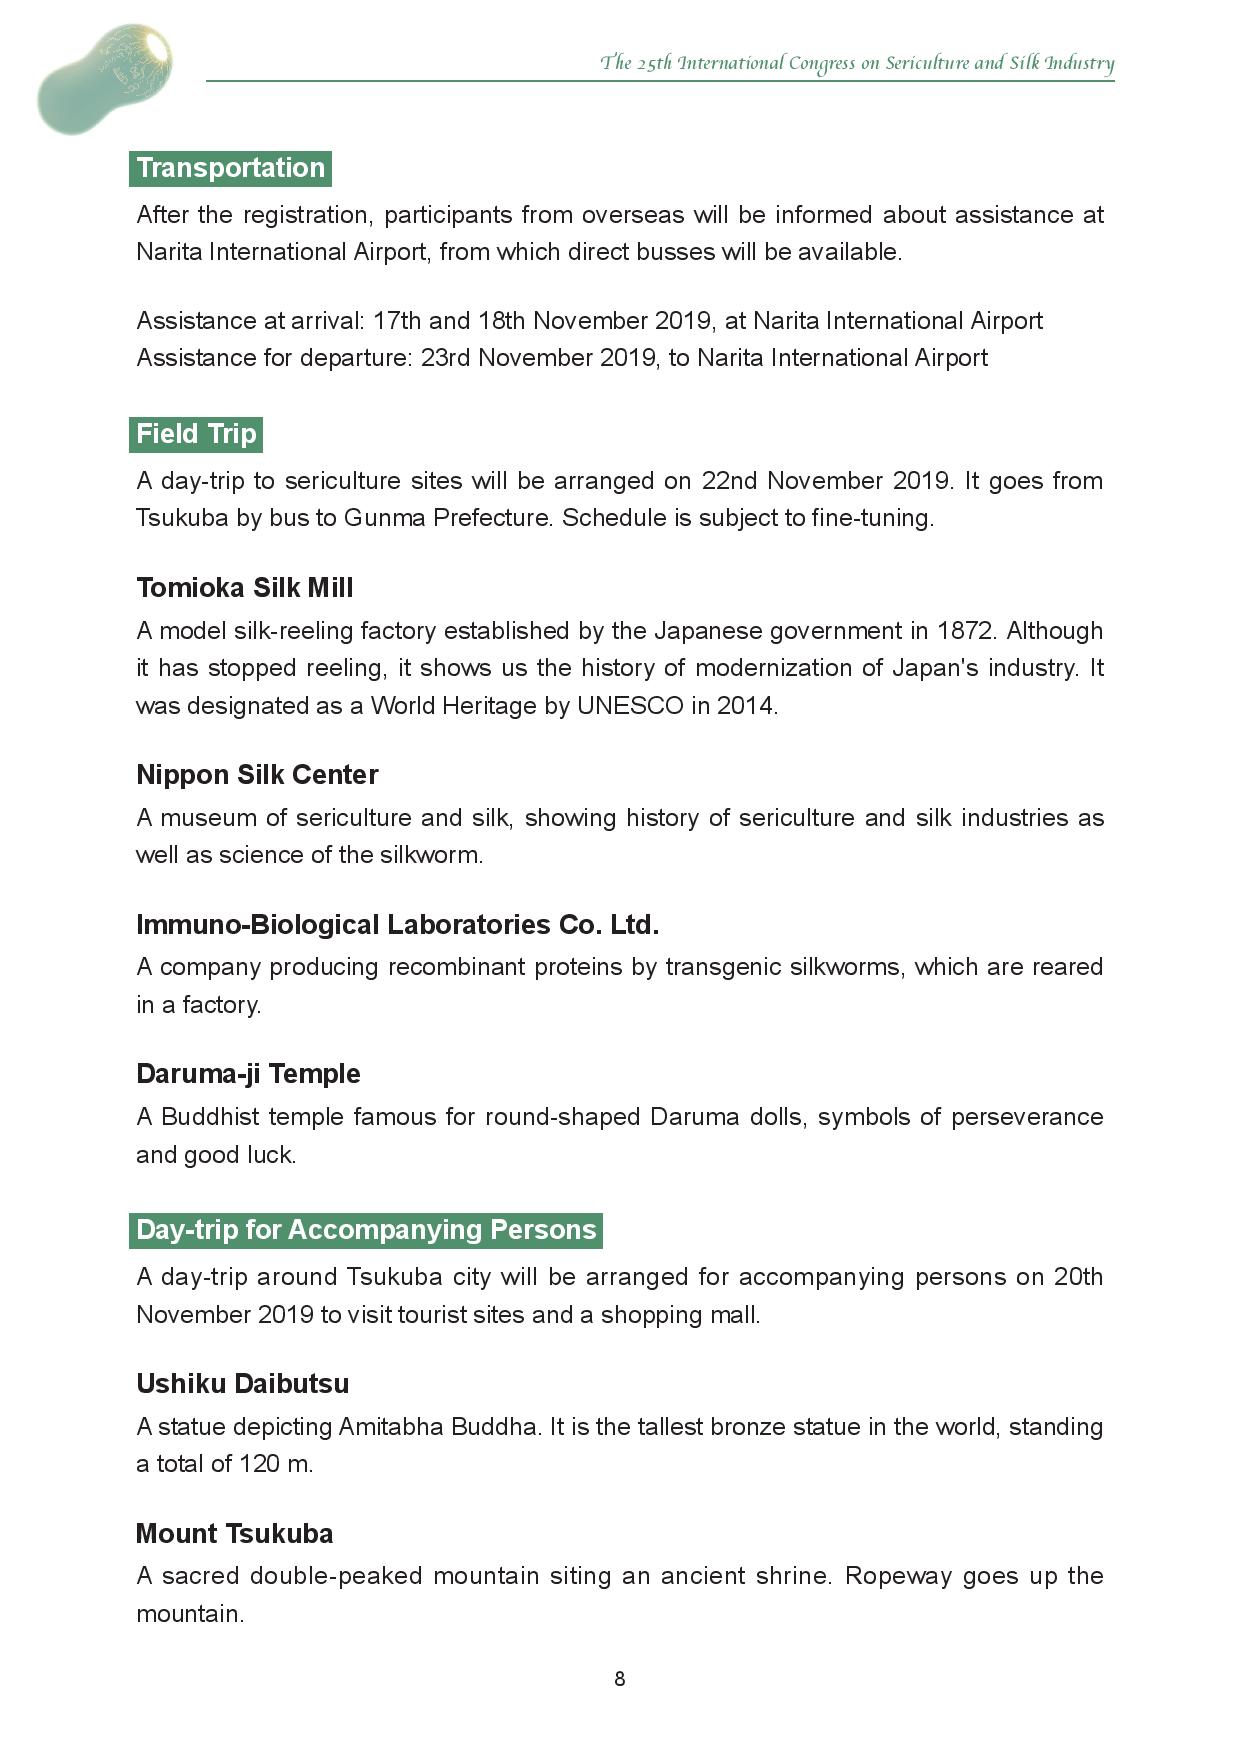 The 25th International Congress on Sericulture and Silk Industry
Transportation
After the registration, participants from overseas will be informed about assistance at
Narita International Airport, from which direct busses will be available.
Assistance at arrival: 17th and 18th November 2019, at Narita International Airport
Assistance for departure: 23rd November 2019, to Narita International Airport
Field Trip
A day-trip to sericulture sites will be arranged on 22nd November 2019. It goes from
Tsukuba by bus to Gunma Prefecture. Schedule is subject to fine-tuning.
Tomioka Silk Mill
A model silk-reeling factory established by the Japanese government in 1872. Although
it has stopped reeling, it shows us the history of modernization of Japan's industry. It
was designated as a World Heritage by UNESCO in 2014.
Nippon Silk Center
A museum of sericulture and silk, showing history of sericulture and silk industries as
well as science of the silkworm.
Immuno-Biological Laboratories Co. Ltd.
A company producing recombinant proteins by transgenic silkworms, which are reared
in a factory.
Daruma-ji Temple
A Buddhist temple famous for round-shaped Daruma dolls, symbols of perseverance
and good luck.
Day-trip for Accompanying Persons
A day-trip around Tsukuba city will be arranged for accompanying persons on 20th
November 2019 to visit tourist sites and a shopping mall.
Ushiku Daibutsu
A statue depicting Amitabha Buddha. It is the tallest bronze statue in the world, standing
a total of 120 m.
Mount Tsukuba
A sacred double-peaked mountain siting an ancient shrine. Ropeway goes up the
mountain.
8